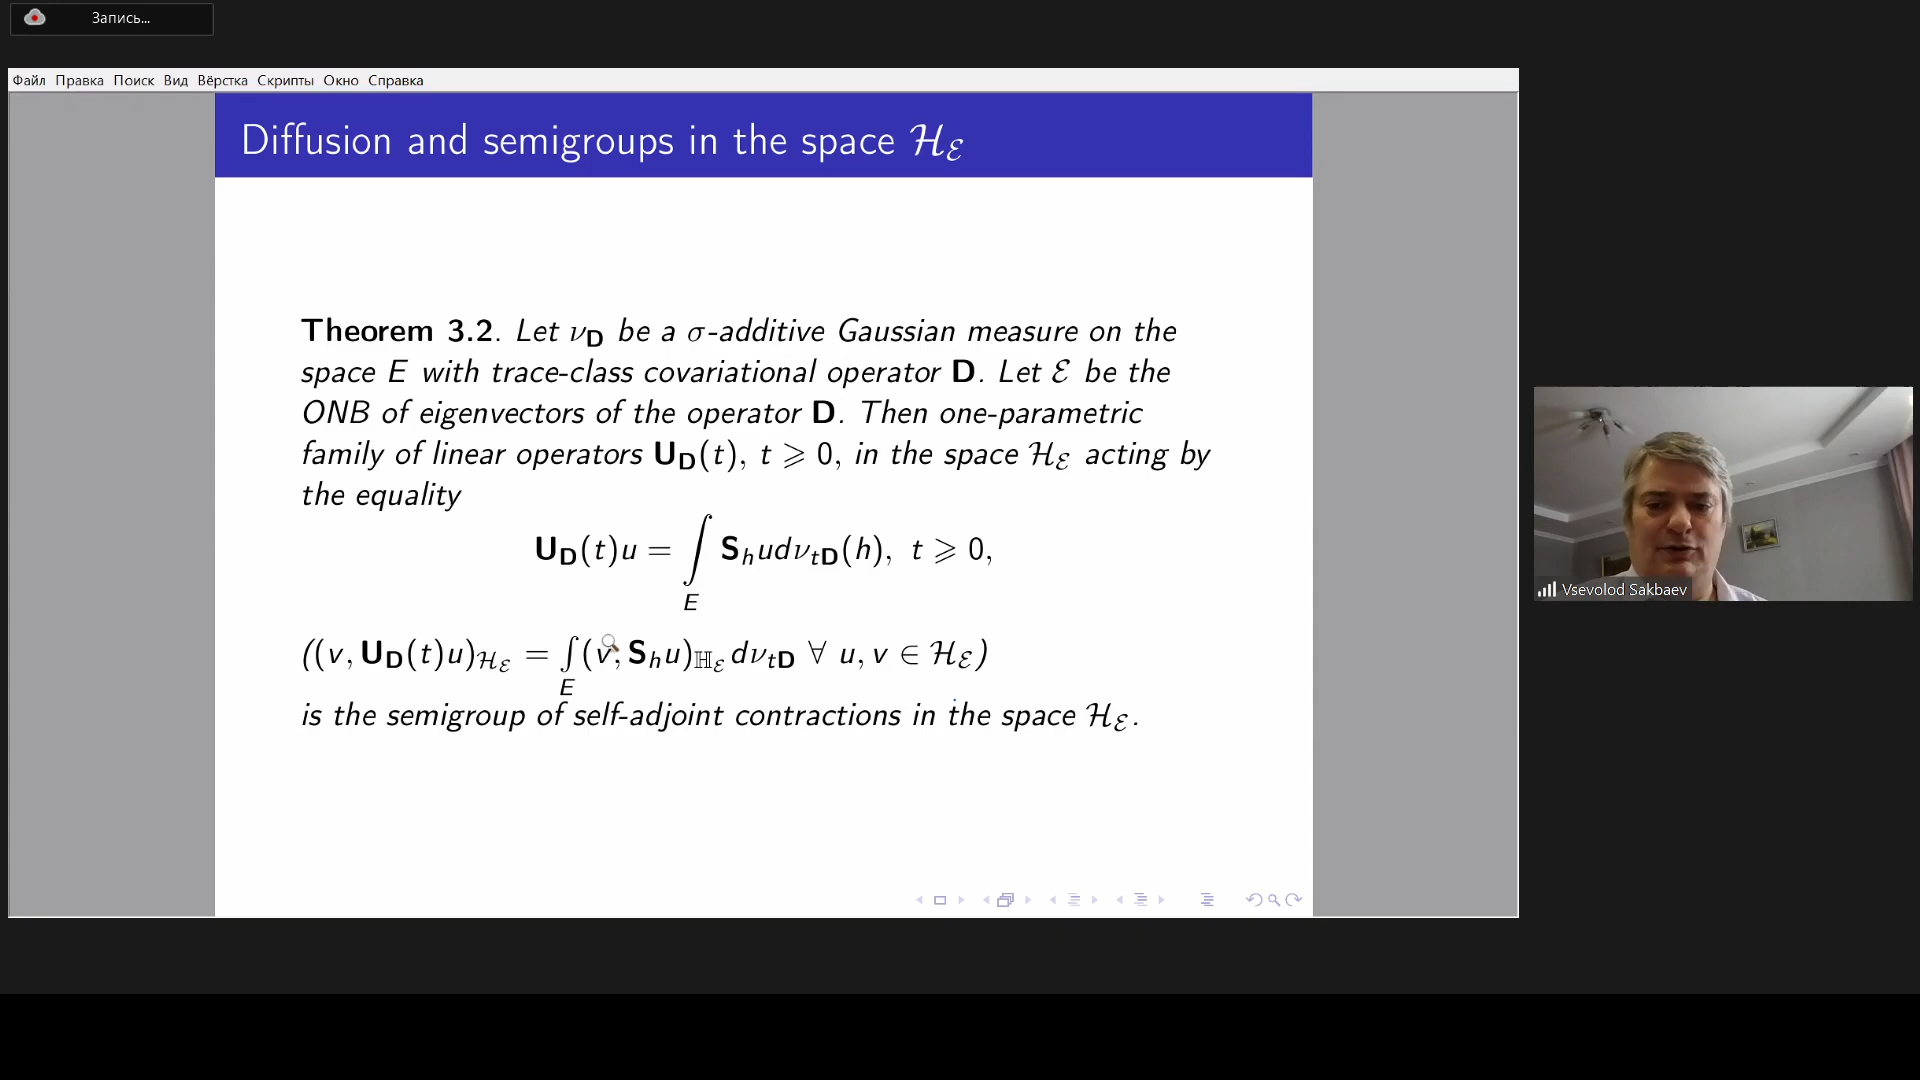 Запись...
Файл Правка Поиск Вид Вёрстка Скрипты Окно Справка
Diffusion and semigroups in the space ℋ_ℰ
Theorem 3.2. Let ν_D be a σ-additive Gaussian measure on the
space E with trace-class covariational operator D. Let ℰ be the
ONB of eigenvectors of the operator D. Then one-parametric
family of linear operators U_D(t), t ⩾ 0, in the space ℋ_ℰ acting by
the equality
U_D(t)u = ∫_E S_h u dν_{tD}(h), t ⩾ 0,
((v, U_D(t)u)_{ℋ_ℰ} = ∫_E (v, S_h u)_{ℍ_ℰ} dν_{tD} ∀ u, v ∈ ℋ_ℰ)
is the semigroup of self-adjoint contractions in the space ℋ_ℰ.
Vsevolod Sakbaev